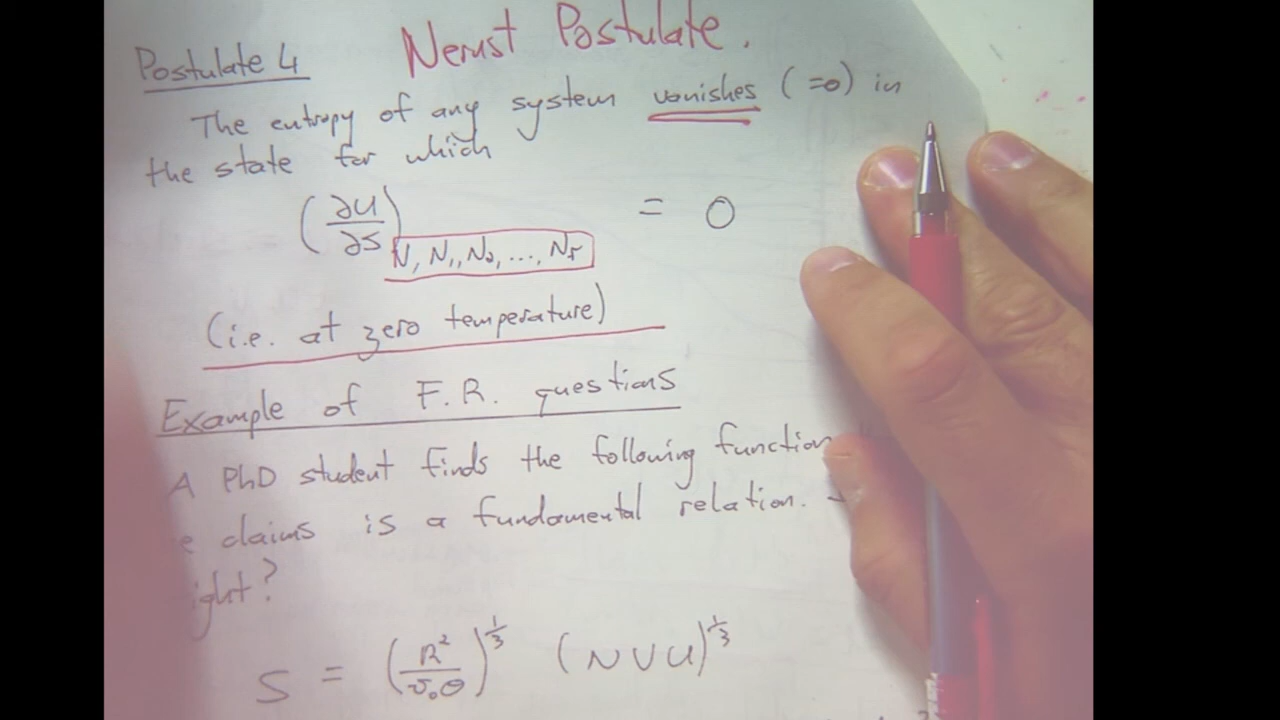 Nernst Postulate.
Postulate 4
The entropy of any system vanishes (=0) in
the state for which
(∂U/∂S)V, N₁, N₂, ..., Nr = 0
(i.e. at zero temperature)
Example of F.R. questions
A PhD student finds the following function
claims is a fundamental relation.
S = (R²/v₀θ)^1/3 (NVU)^1/3